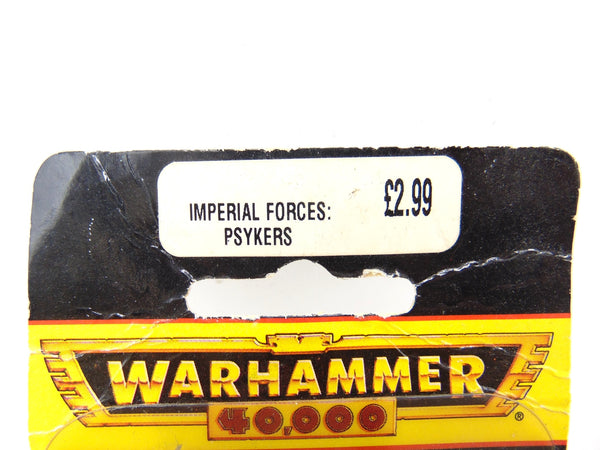 IMPERIAL FORCES: £2.99
PSYKERS
WARHAMMER
40,000 ®